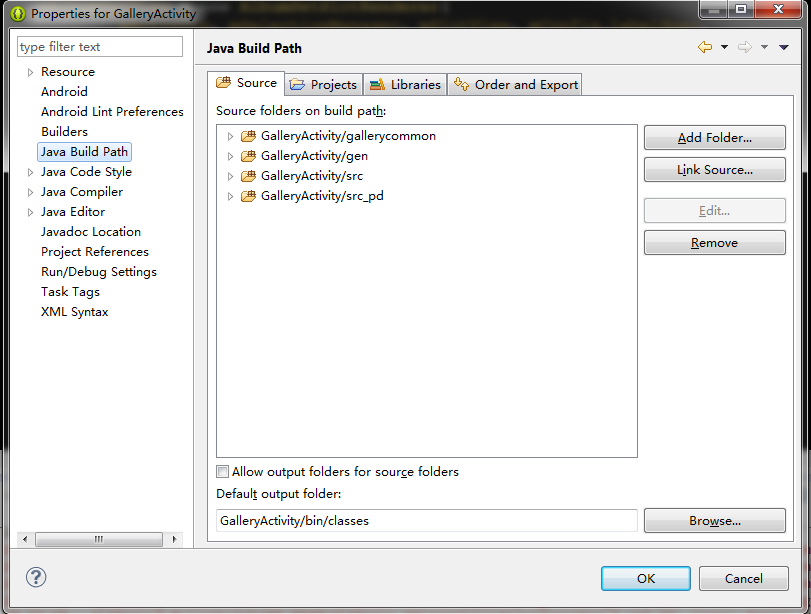 Properties for GalleryActivity
type filter text
Resource
Android
Android Lint Preferences
Builders
Java Build Path
Java Code Style
Java Compiler
Java Editor
Javadoc Location
Project References
Run/Debug Settings
Task Tags
XML Syntax
Java Build Path
Source
Projects
Libraries
Order and Export
Source folders on build path:
GalleryActivity/gallerycommon
GalleryActivity/gen
GalleryActivity/src
GalleryActivity/src_pd
Add Folder...
Link Source...
Edit...
Remove
Allow output folders for source folders
Default output folder:
GalleryActivity/bin/classes
Browse...
?
OK
Cancel